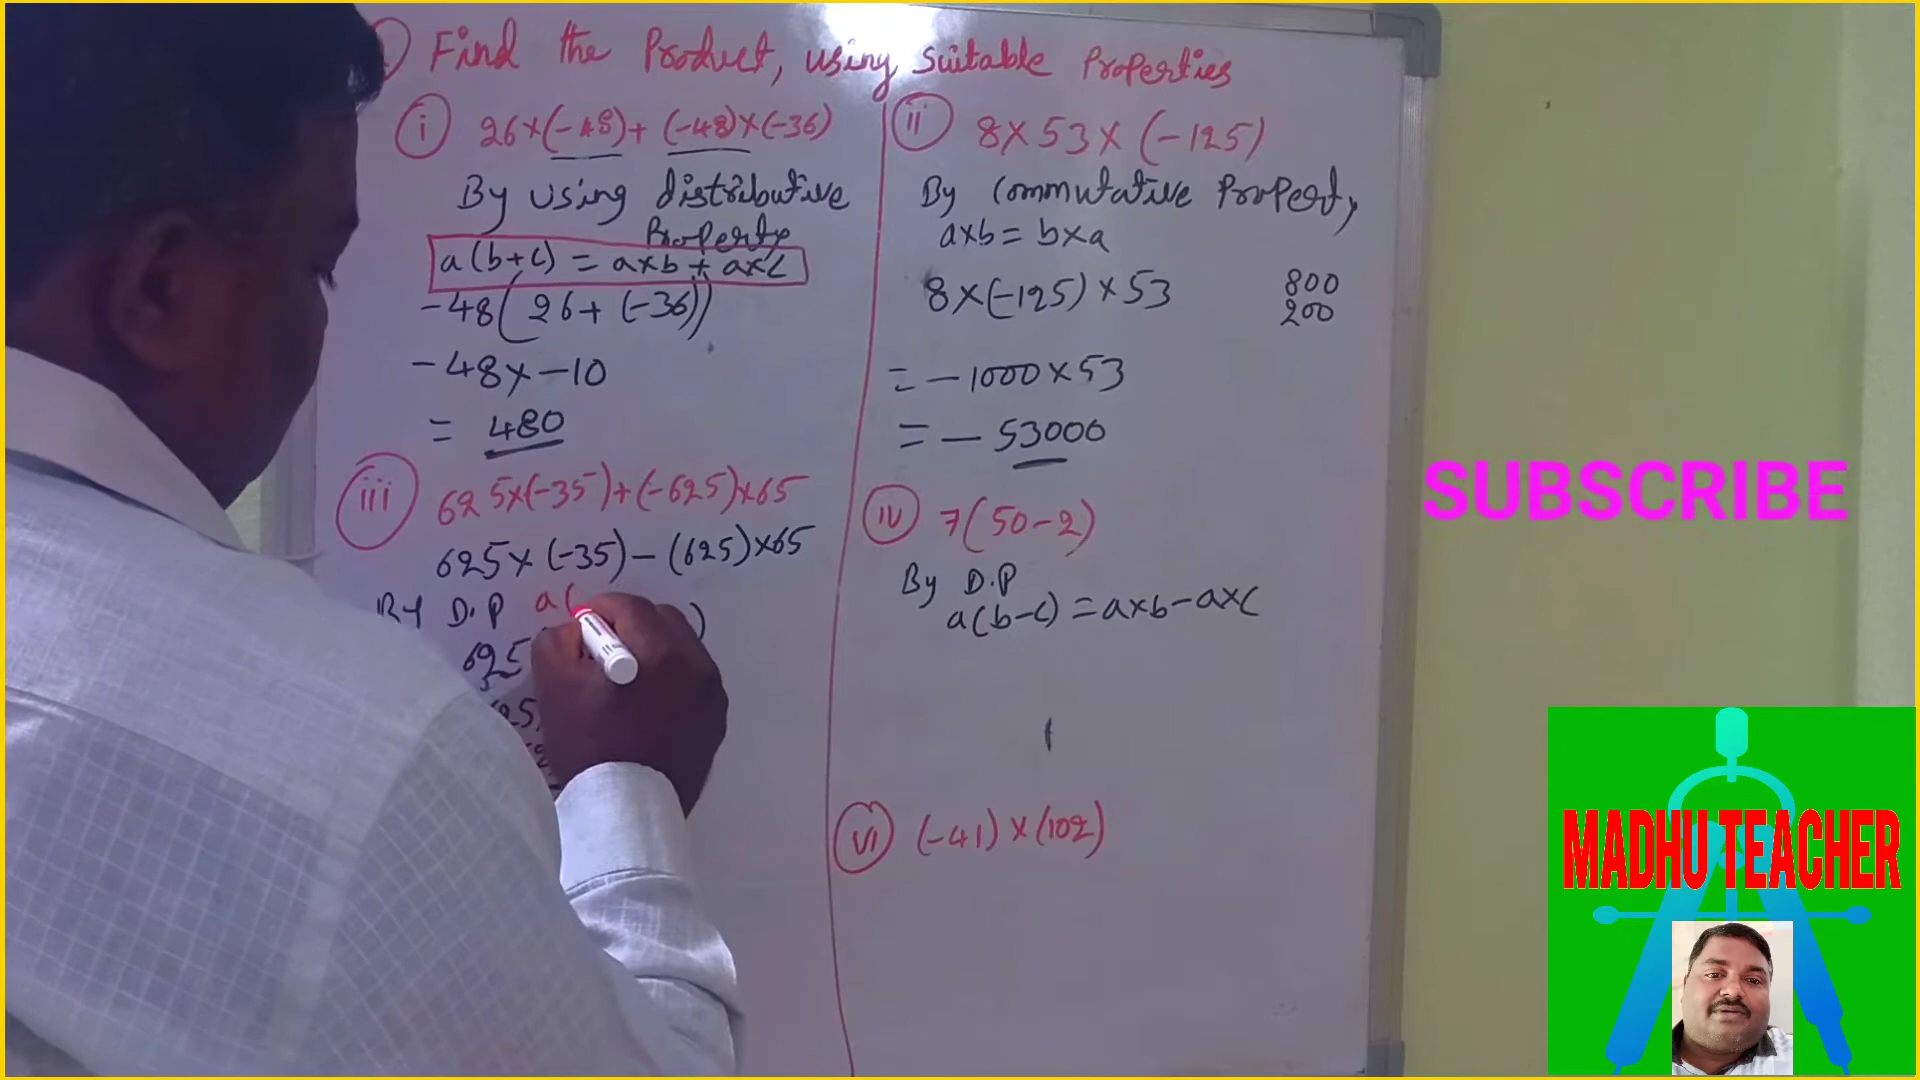 Find the Product, using suitable Properties
i 26×(-48)+(-48)×(-36)
By using distributive
Property
a(b+c) = a×b + a×c
-48(26+(-36))
-48×-10
= 480
ii 8×53×(-125)
By Commutative Property
a×b = b×a
8×(-125)×53
800
200
= -1000×53
= -53000
iii 625×(-35)+(-625)×65
625×(-35)-(625)×65
By D.P a(
625
iv 7(50-2)
By D.P
a(b-c) = a×b-a×c
vi (-41)×(102)
SUBSCRIBE
MADHU TEACHER